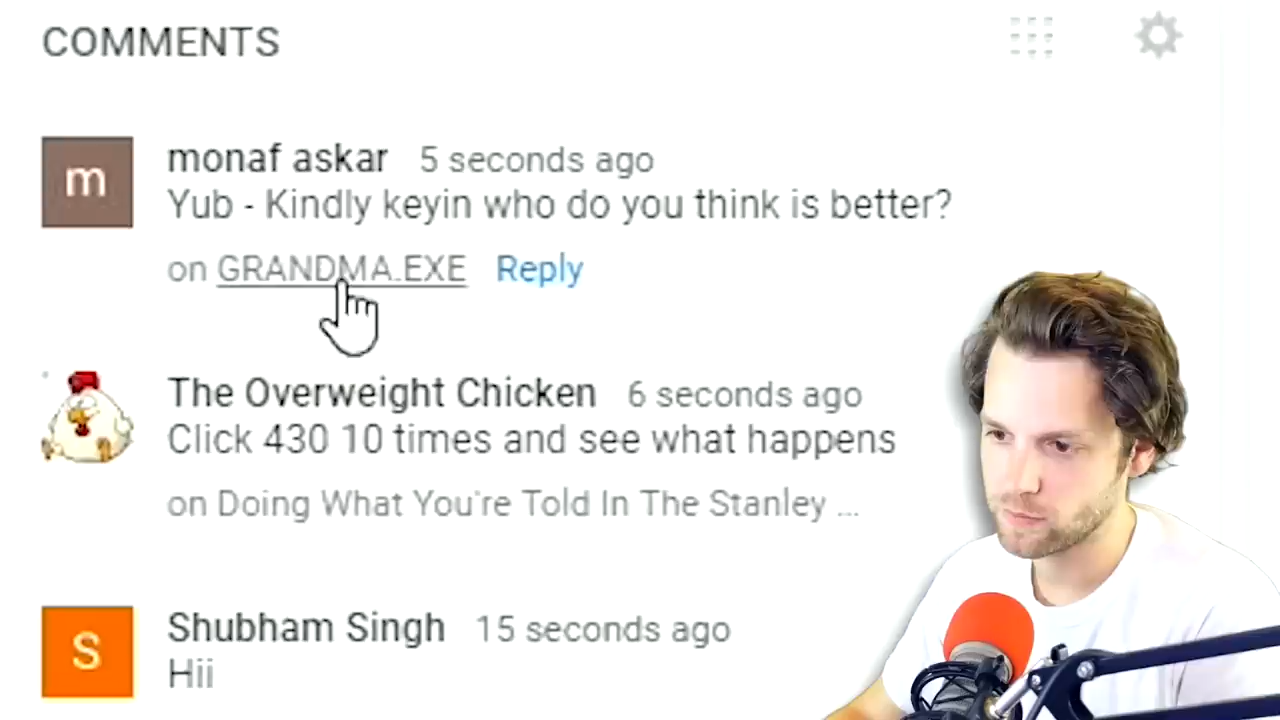 COMMENTS
m
monaf askar 5 seconds ago
Yub - Kindly keyin who do you think is better?
on GRANDMA.EXE Reply
The Overweight Chicken 6 seconds ago
Click 430 10 times and see what happens
on Doing What You're Told In The Stanley ...
S
Shubham Singh 15 seconds ago
Hii